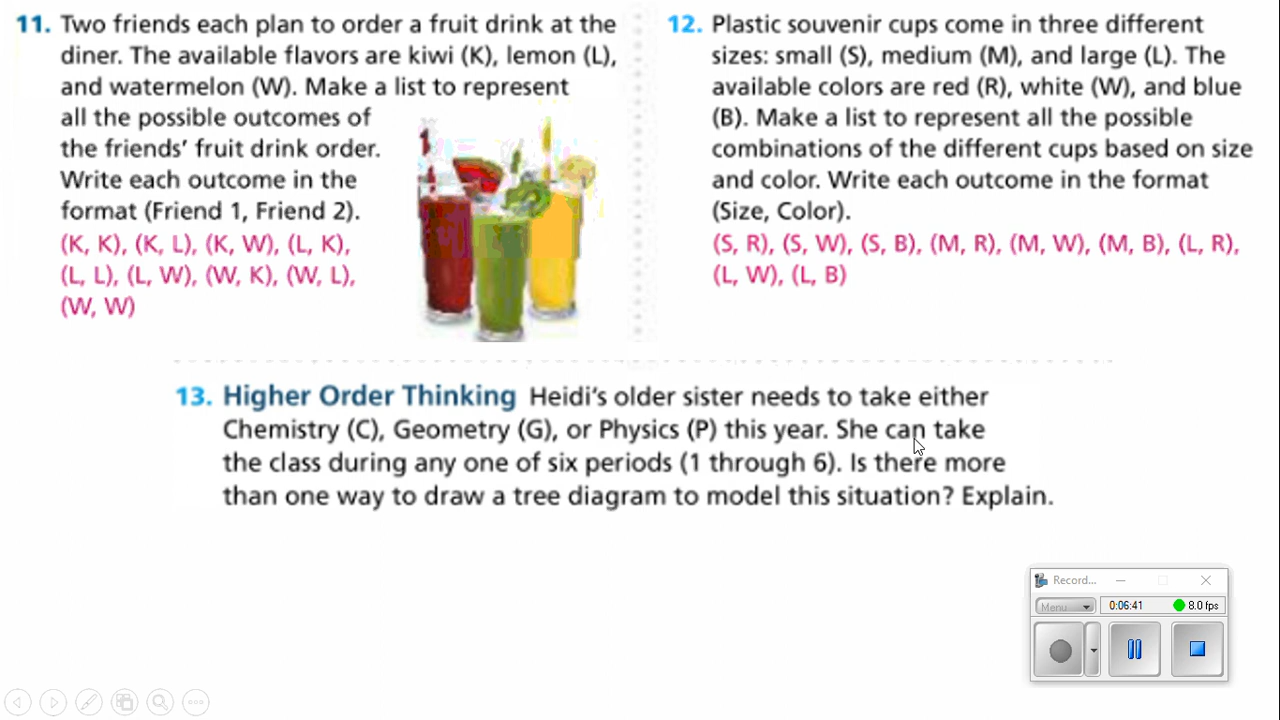 11. Two friends each plan to order a fruit drink at the
diner. The available flavors are kiwi (K), lemon (L),
and watermelon (W). Make a list to represent
all the possible outcomes of
the friends' fruit drink order.
Write each outcome in the
format (Friend 1, Friend 2).
(K, K), (K, L), (K, W), (L, K),
(L, L), (L, W), (W, K), (W, L),
(W, W)
12. Plastic souvenir cups come in three different
sizes: small (S), medium (M), and large (L). The
available colors are red (R), white (W), and blue
(B). Make a list to represent all the possible
combinations of the different cups based on size
and color. Write each outcome in the format
(Size, Color).
(S, R), (S, W), (S, B), (M, R), (M, W), (M, B), (L, R),
(L, W), (L, B)
13. Higher Order Thinking Heidi's older sister needs to take either
Chemistry (C), Geometry (G), or Physics (P) this year. She can take
the class during any one of six periods (1 through 6). Is there more
than one way to draw a tree diagram to model this situation? Explain.
Record...
Menu
0:06:41
8.0 fps